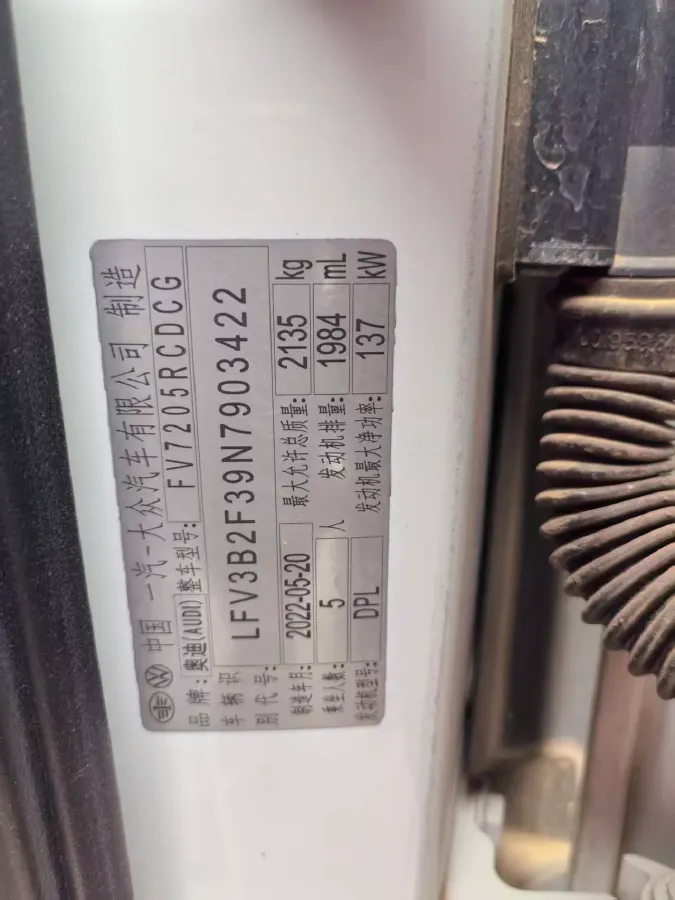 中国 一汽-大众汽车有限公司 制造
品牌:奥迪(AUDI) 整车型号: FV7205RCDCG
车辆识别代号: LFV3B2F39N7903422
制造年月: 2022-05-20 最大允许总质量: 2135 kg
乘坐人数: 5 人 发动机排量: 1984 mL
发动机型号: DPL 发动机最大净功率: 137 kW